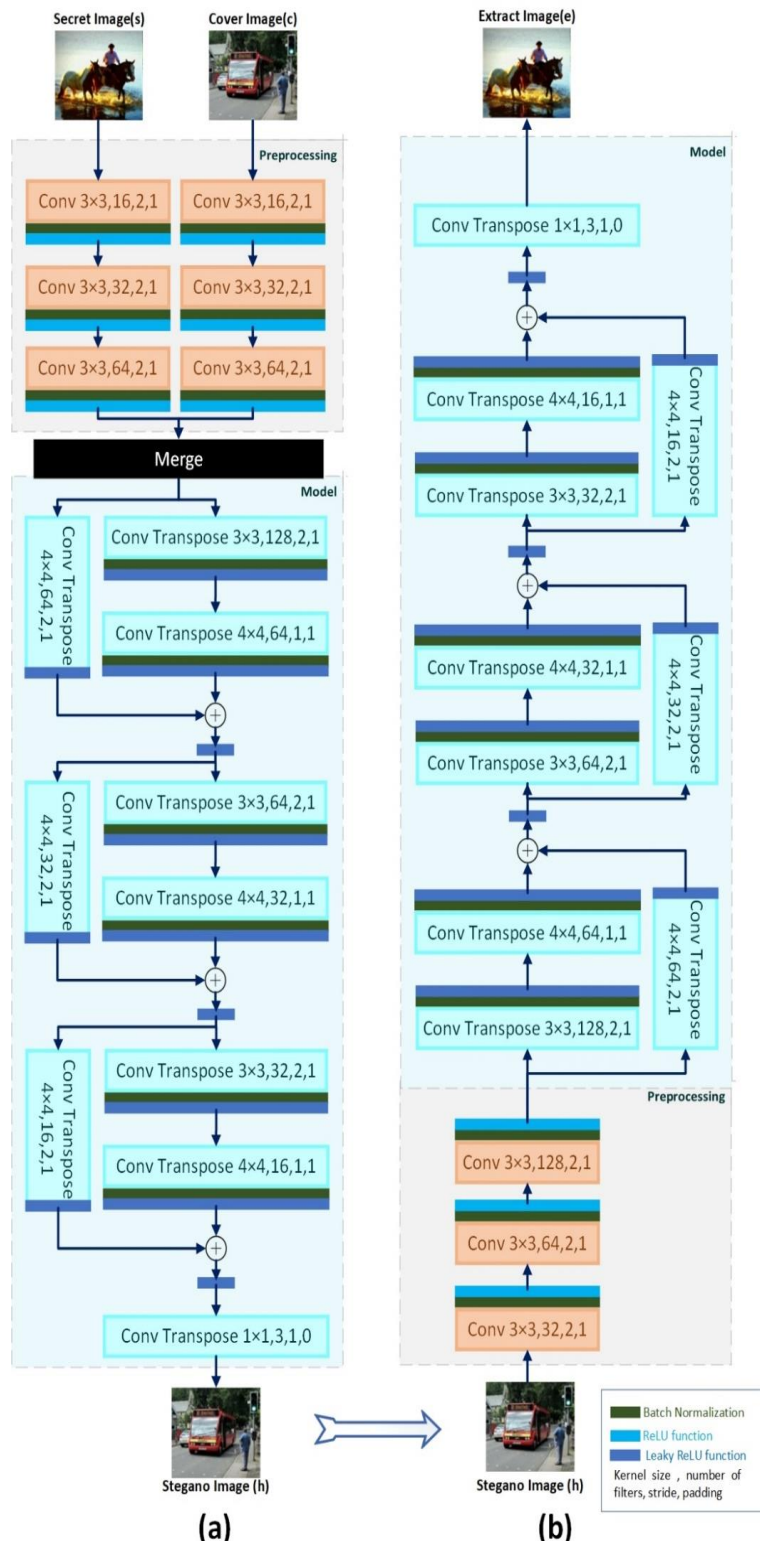 Secret Image(s)
Cover Image(c)
Preprocessing
Conv 3×3,16,2,1
Conv 3×3,16,2,1
Conv 3×3,32,2,1
Conv 3×3,32,2,1
Conv 3×3,64,2,1
Conv 3×3,64,2,1
Merge
Model
Conv Transpose
4×4,64,2,1
Conv Transpose 3×3,128,2,1
Conv Transpose 4×4,64,1,1
+
Conv Transpose
4×4,32,2,1
Conv Transpose 3×3,64,2,1
Conv Transpose 4×4,32,1,1
+
Conv Transpose
4×4,16,2,1
Conv Transpose 3×3,32,2,1
Conv Transpose 4×4,16,1,1
+
Conv Transpose 1×1,3,1,0
Stegano Image (h)
(a)
Extract Image(e)
Model
Conv Transpose 1×1,3,1,0
+
Conv Transpose 4×4,16,1,1
Conv Transpose
4×4,16,2,1
Conv Transpose 3×3,32,2,1
+
Conv Transpose 4×4,32,1,1
Conv Transpose
4×4,32,2,1
Conv Transpose 3×3,64,2,1
+
Conv Transpose 4×4,64,1,1
Conv Transpose
4×4,64,2,1
Conv Transpose 3×3,128,2,1
Preprocessing
Conv 3×3,128,2,1
Conv 3×3,64,2,1
Conv 3×3,32,2,1
Stegano Image (h)
(b)
Batch Normalization
ReLU function
Leaky ReLU function
Kernel size , number of
filters, stride, padding